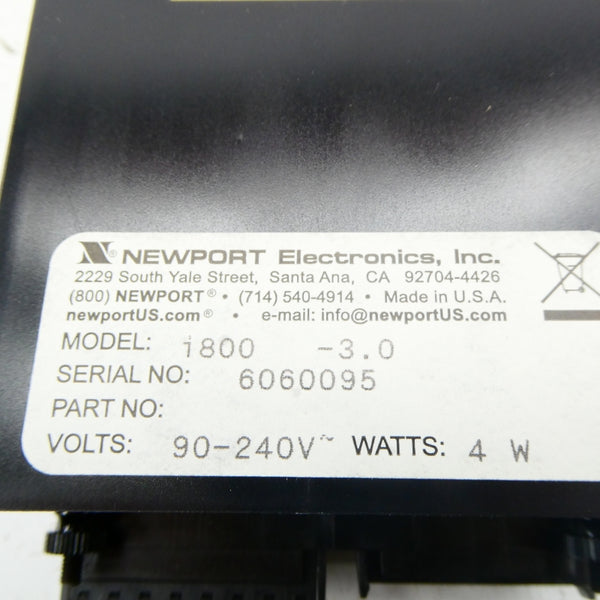 N® NEWPORT Electronics, Inc.
2229 South Yale Street, Santa Ana, CA 92704-4426
(800) NEWPORT® • (714) 540-4914 • Made in U.S.A.
newportUS.com® • e-mail: info@newportUS.com
MODEL: i800 -3.0
SERIAL NO: 6060095
PART NO:
VOLTS: 90-240V~ WATTS: 4 W